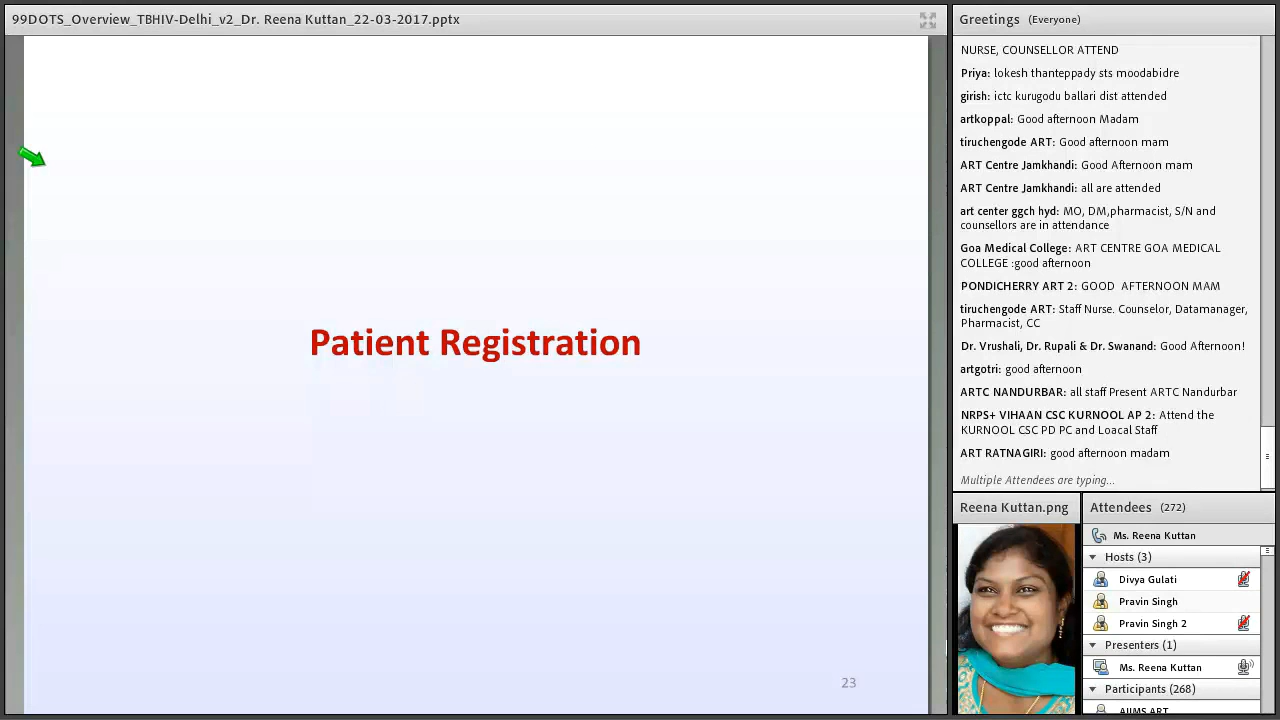 99DOTS_Overview_TBHIV-Delhi_v2_Dr. Reena Kuttan_22-03-2017.pptx
Patient Registration
23
Greetings (Everyone)
NURSE, COUNSELLOR ATTEND
Priya: lokesh thanteppady sts moodabidre
girish: ictc kurugodu ballari dist attended
artkoppal: Good afternoon Madam
tiruchengode ART: Good afternoon mam
ART Centre Jamkhandi: Good Afternoon mam
ART Centre Jamkhandi: all are attended
art center ggch hyd: MO, DM,pharmacist, S/N and
counsellors are in attendance
Goa Medical College: ART CENTRE GOA MEDICAL
COLLEGE :good afternoon
PONDICHERRY ART 2: GOOD AFTERNOON MAM
tiruchengode ART: Staff Nurse. Counselor, Datamanager,
Pharmacist, CC
Dr. Vrushali, Dr. Rupali & Dr. Swanand: Good Afternoon!
artgotri: good afternoon
ARTC NANDURBAR: all staff Present ARTC Nandurbar
NRPS+ VIHAAN CSC KURNOOL AP 2: Attend the
KURNOOL CSC PD PC and Loacal Staff
ART RATNAGIRI: good afternoon madam
Multiple Attendees are typing...
Reena Kuttan.png
Attendees (272)
Ms. Reena Kuttan
Hosts (3)
Divya Gulati
Pravin Singh
Pravin Singh 2
Presenters (1)
Ms. Reena Kuttan
Participants (268)
AIIMS ART